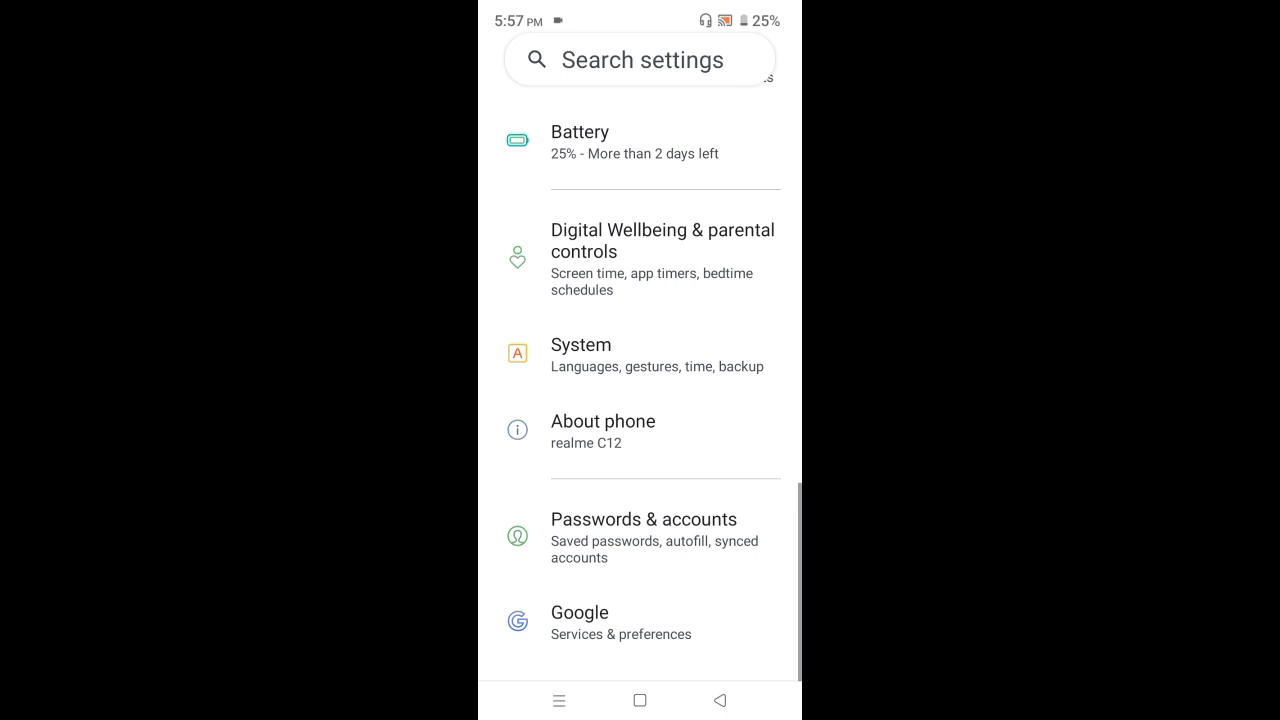 5:57 PM 25%
Search settings
Battery
25% - More than 2 days left
Digital Wellbeing & parental
controls
Screen time, app timers, bedtime
schedules
A
System
Languages, gestures, time, backup
About phone
realme C12
Passwords & accounts
Saved passwords, autofill, synced
accounts
Google
Services & preferences